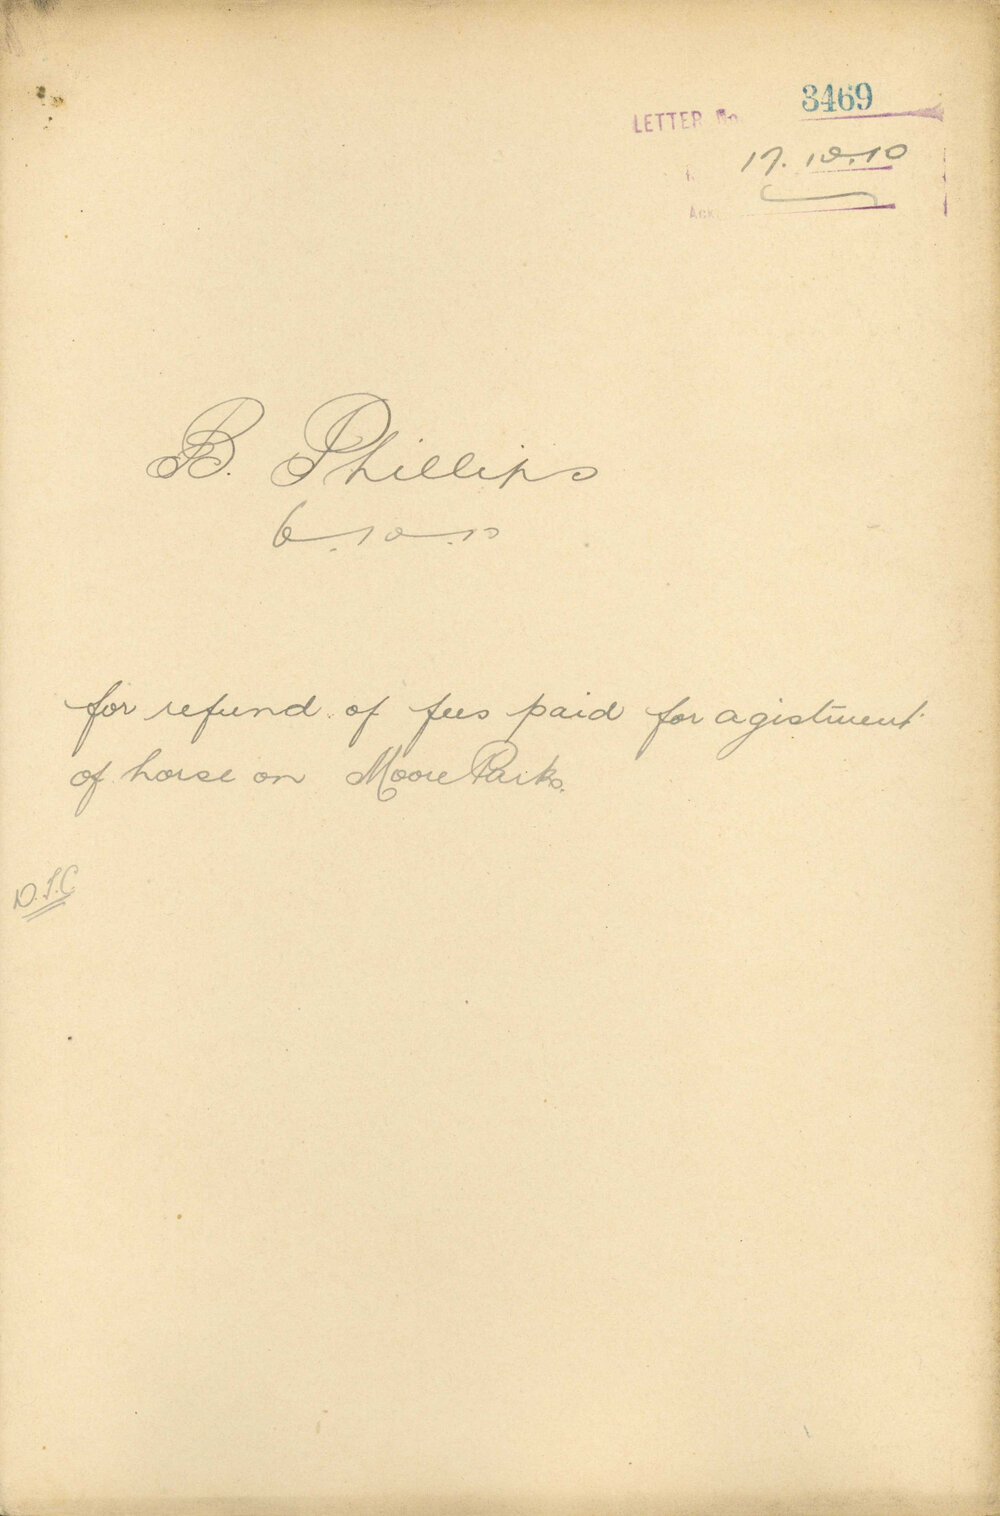 LETTER No 3469
17.10.10
Ack
B. Phillips
6.10.10
for refund of fees paid for agistment
of horse on Moore Park.